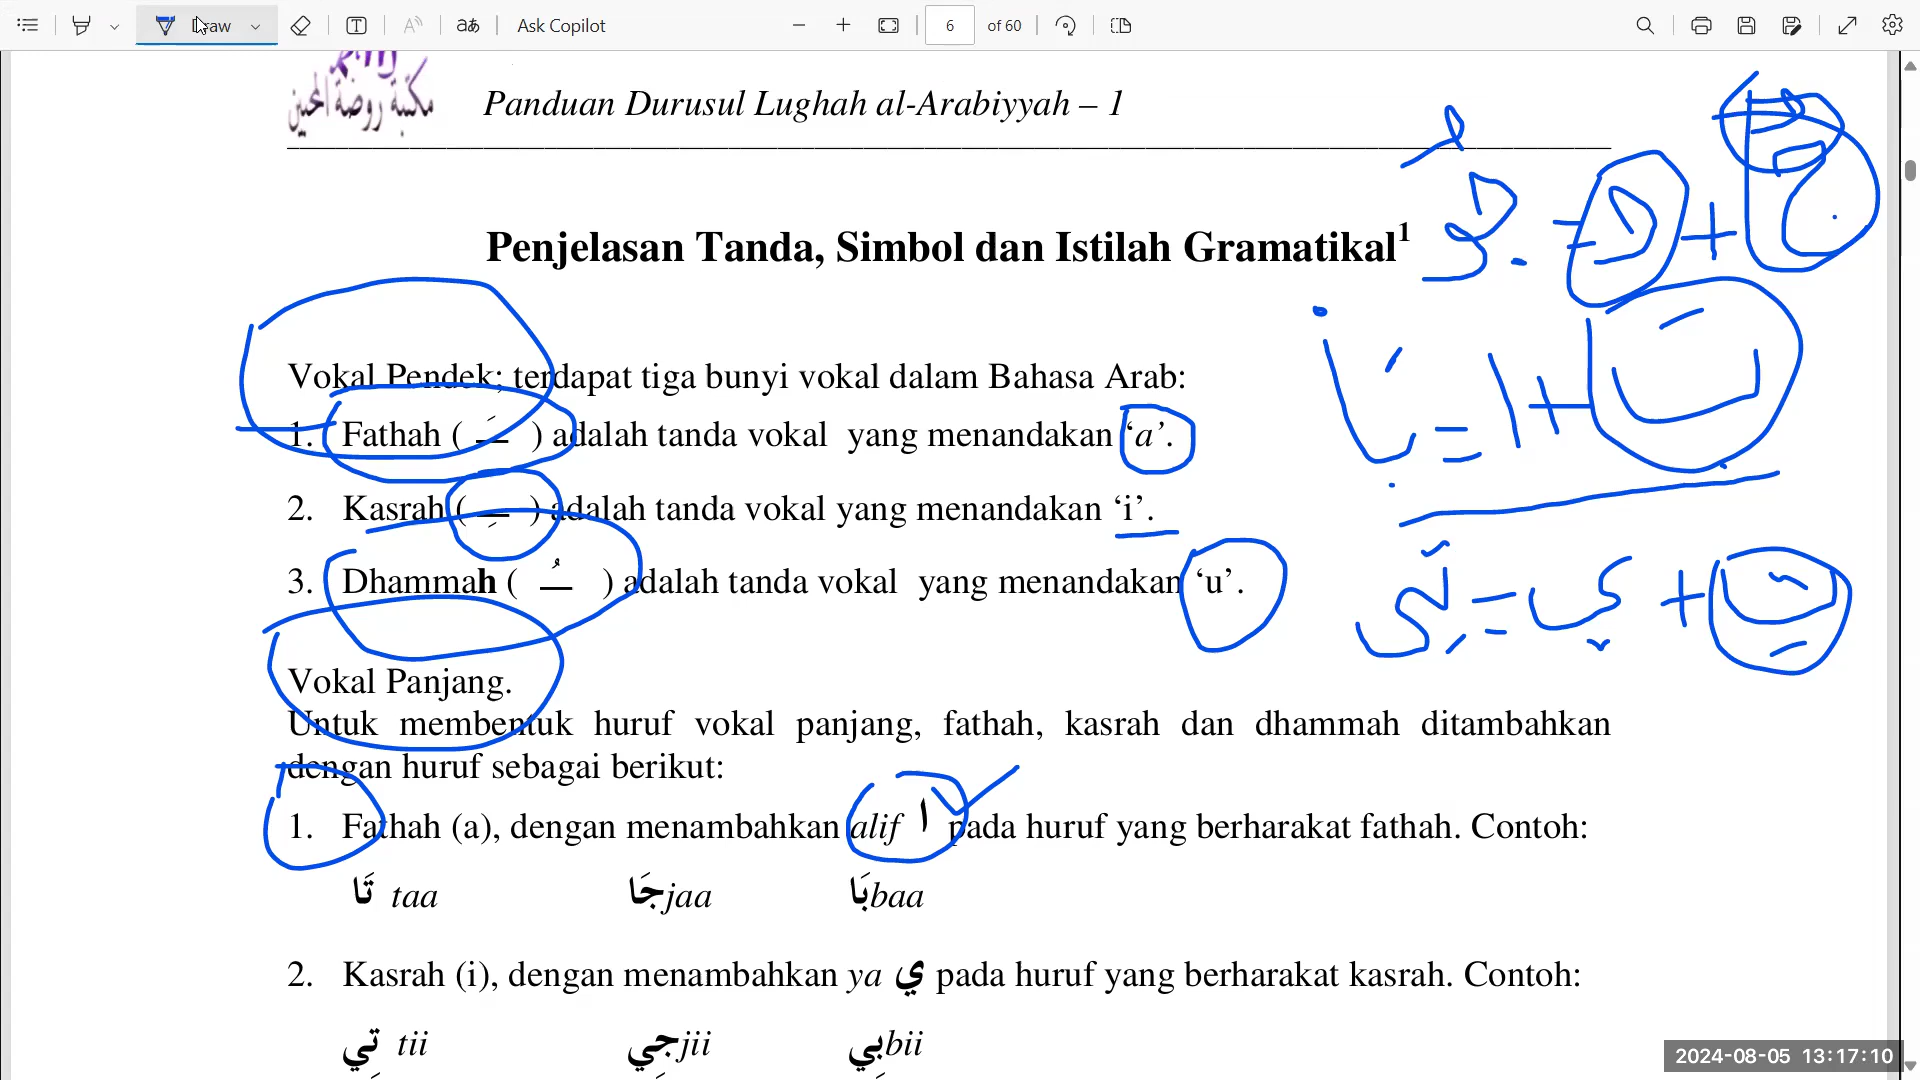 Draw
Ask Copilot
6 of 60
مكتبة روضة المحبين
Panduan Durusul Lughah al-Arabiyyah – 1
Penjelasan Tanda, Simbol dan Istilah Gramatikal1
Vokal Pendek; terdapat tiga bunyi vokal dalam Bahasa Arab:
1. Fathah ( ـَ ) adalah tanda vokal yang menandakan ‘a’.
2. Kasrah ( ـِ ) adalah tanda vokal yang menandakan ‘i’.
3. Dhammah ( ـُ ) adalah tanda vokal yang menandakan ‘u’.
Vokal Panjang.
Untuk membentuk huruf vokal panjang, fathah, kasrah dan dhammah ditambahkan
dengan huruf sebagai berikut:
1. Fathah (a), dengan menambahkan alif ا pada huruf yang berharakat fathah. Contoh:
تَا taa جَا jaa بَا baa
2. Kasrah (i), dengan menambahkan ya ي pada huruf yang berharakat kasrah. Contoh:
تِي tii جِي jii بِي bii
2024-08-05 13:17:10